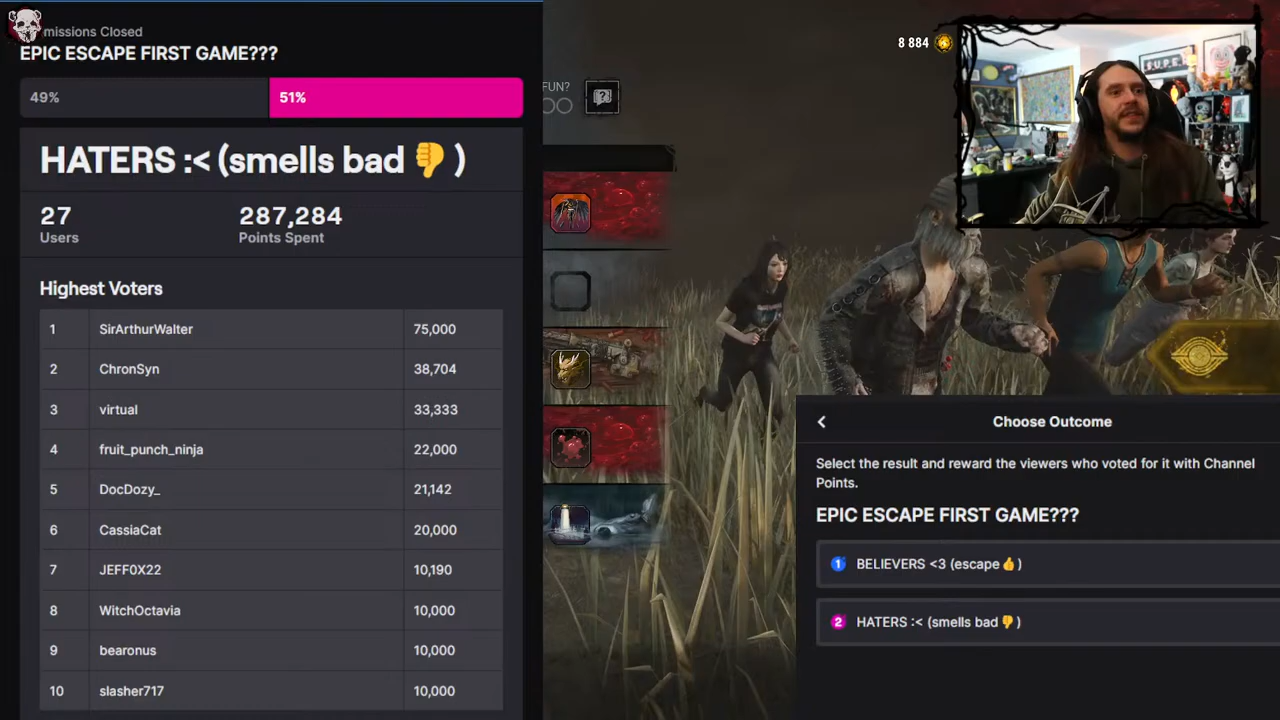 missions Closed
EPIC ESCAPE FIRST GAME???
49%
51%
HATERS :< (smells bad 👎 )
27
287,284
Users
Points Spent
Highest Voters
1 SirArthurWalter 75,000
2 ChronSyn 38,704
3 virtual 33,333
4 fruit_punch_ninja 22,000
5 DocDozy_ 21,142
6 CassiaCat 20,000
7 JEFF0X22 10,190
8 WitchOctavia 10,000
9 bearonus 10,000
10 slasher717 10,000
FUN?
8 884
SUPER
Choose Outcome
Select the result and reward the viewers who voted for it with Channel
Points.
EPIC ESCAPE FIRST GAME???
1 BELIEVERS <3 (escape👍)
2 HATERS :< (smells bad👎)